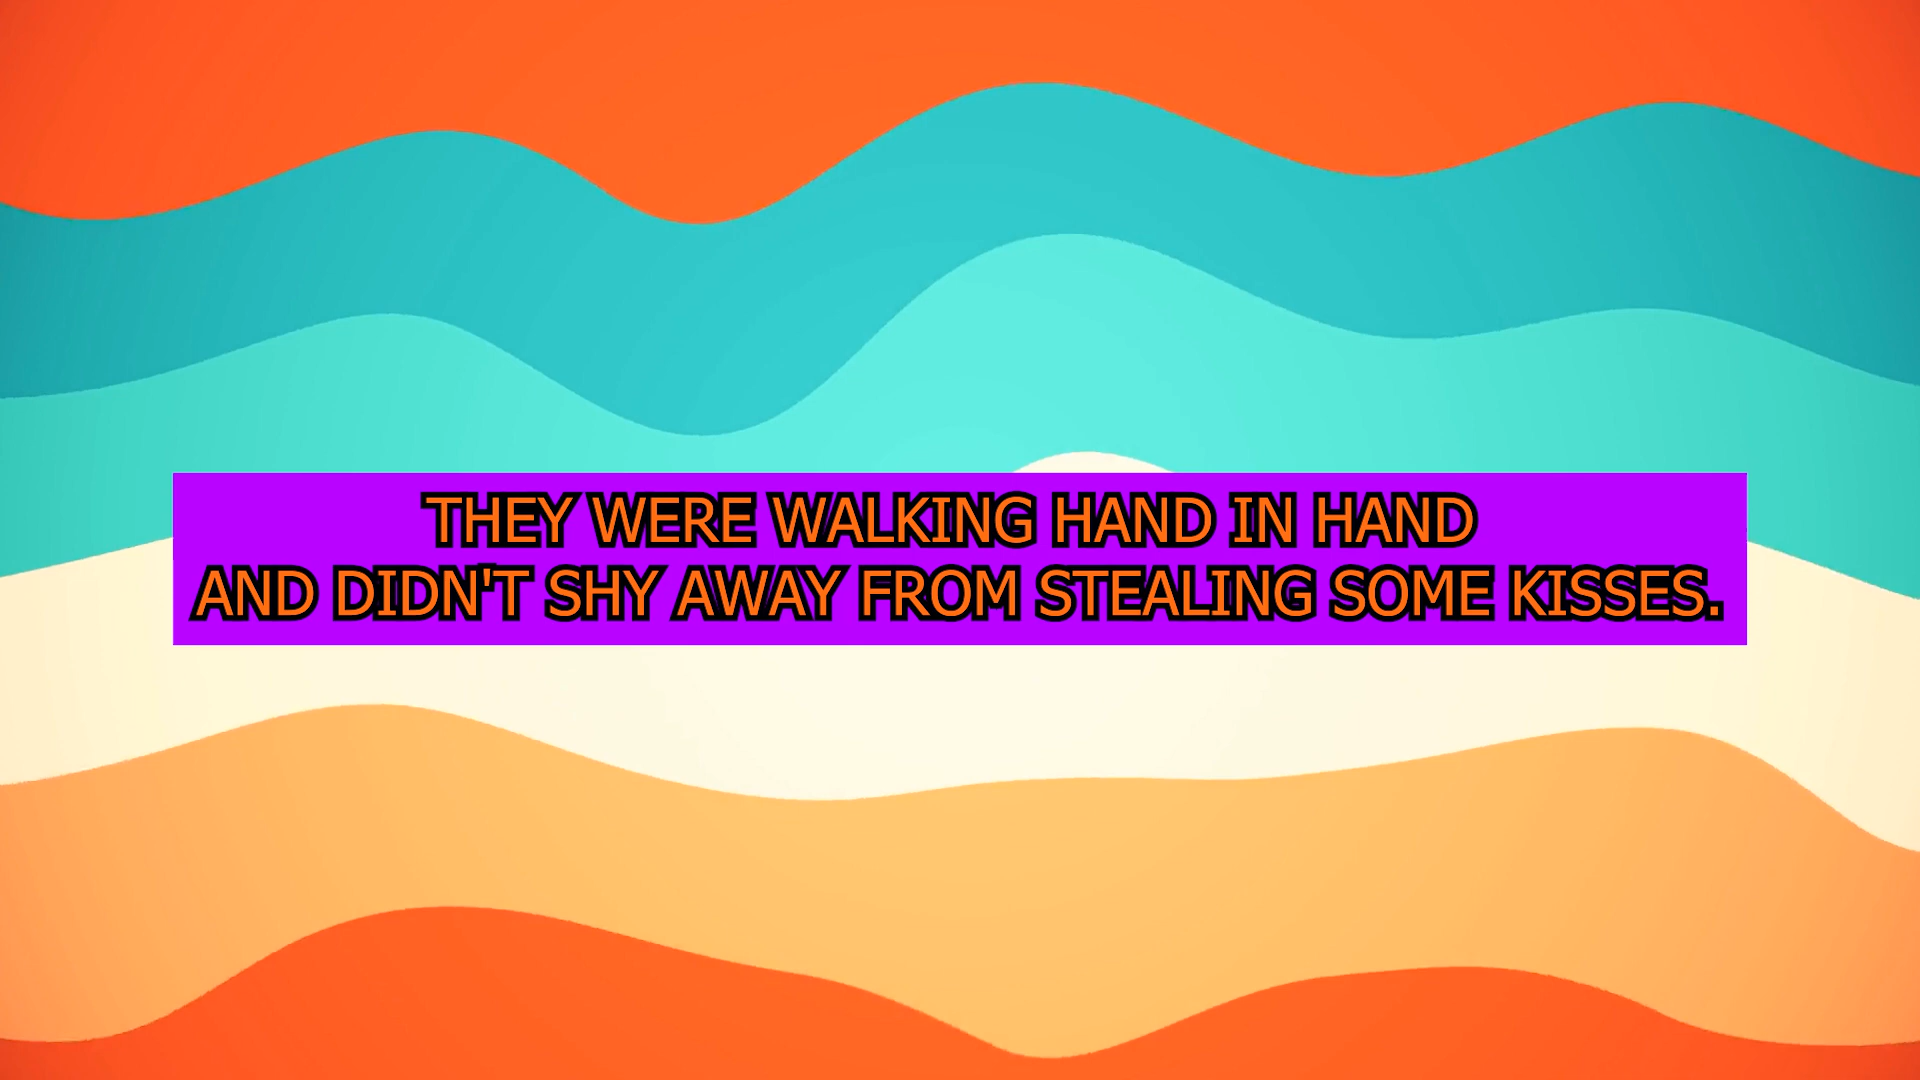 THEY WERE WALKING HAND IN HAND
AND DIDN'T SHY AWAY FROM STEALING SOME KISSES.